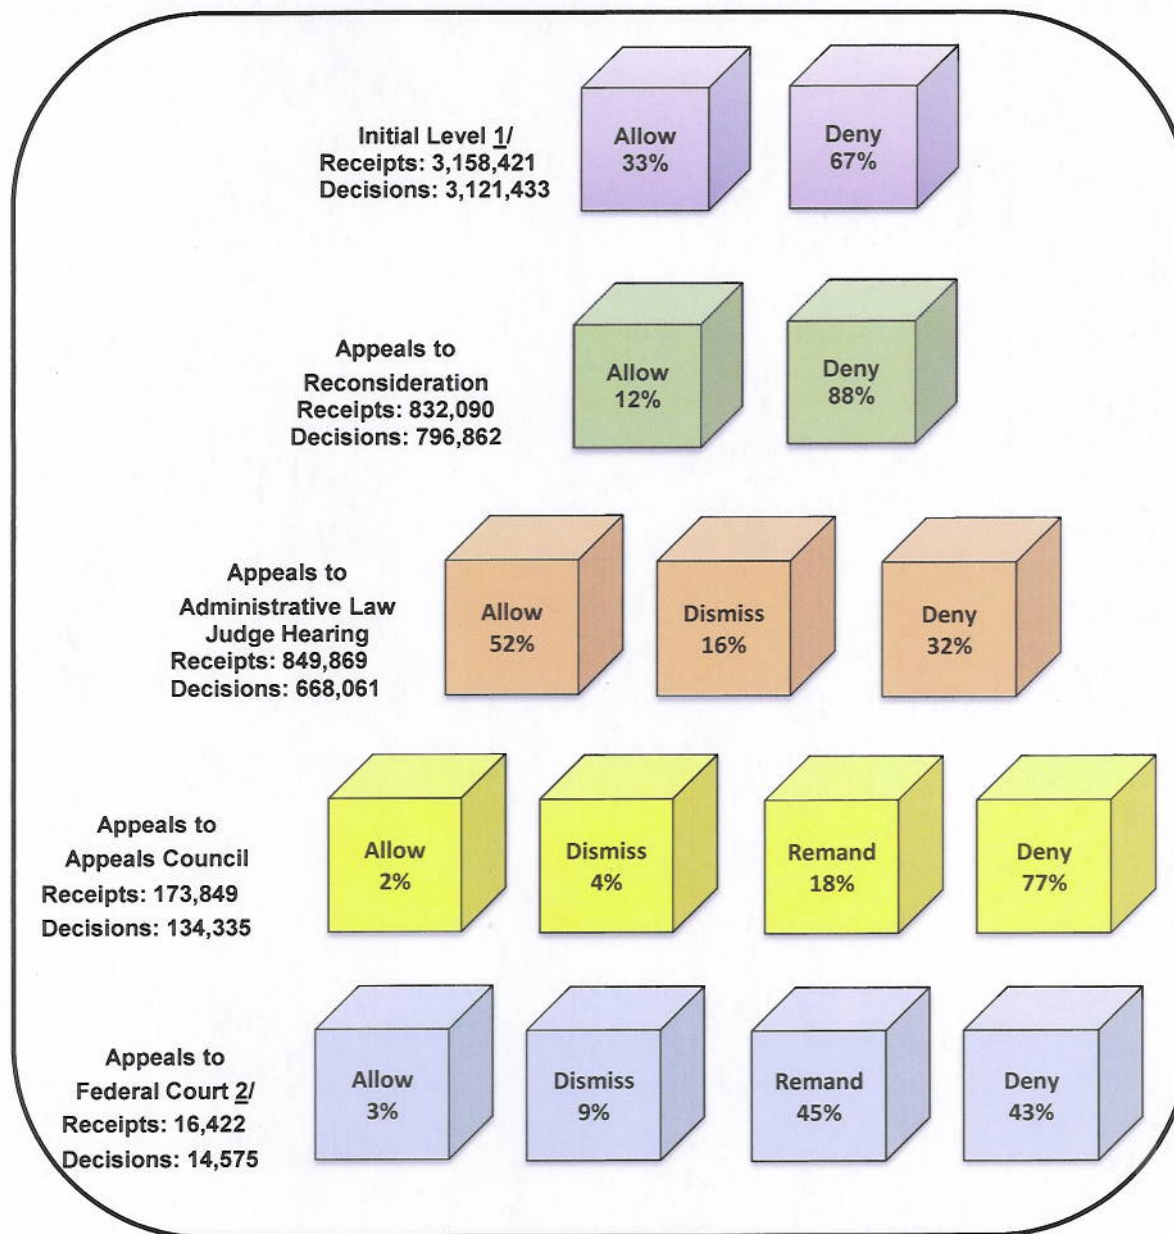 Initial Level 1/
Receipts: 3,158,421
Decisions: 3,121,433
Allow
33%
Deny
67%
Appeals to
Reconsideration
Receipts: 832,090
Decisions: 796,862
Allow
12%
Deny
88%
Appeals to
Administrative Law
Judge Hearing
Receipts: 849,869
Decisions: 668,061
Allow
52%
Dismiss
16%
Deny
32%
Appeals to
Appeals Council
Receipts: 173,849
Decisions: 134,335
Allow
2%
Dismiss
4%
Remand
18%
Deny
77%
Appeals to
Federal Court 2/
Receipts: 16,422
Decisions: 14,575
Allow
3%
Dismiss
9%
Remand
45%
Deny
43%